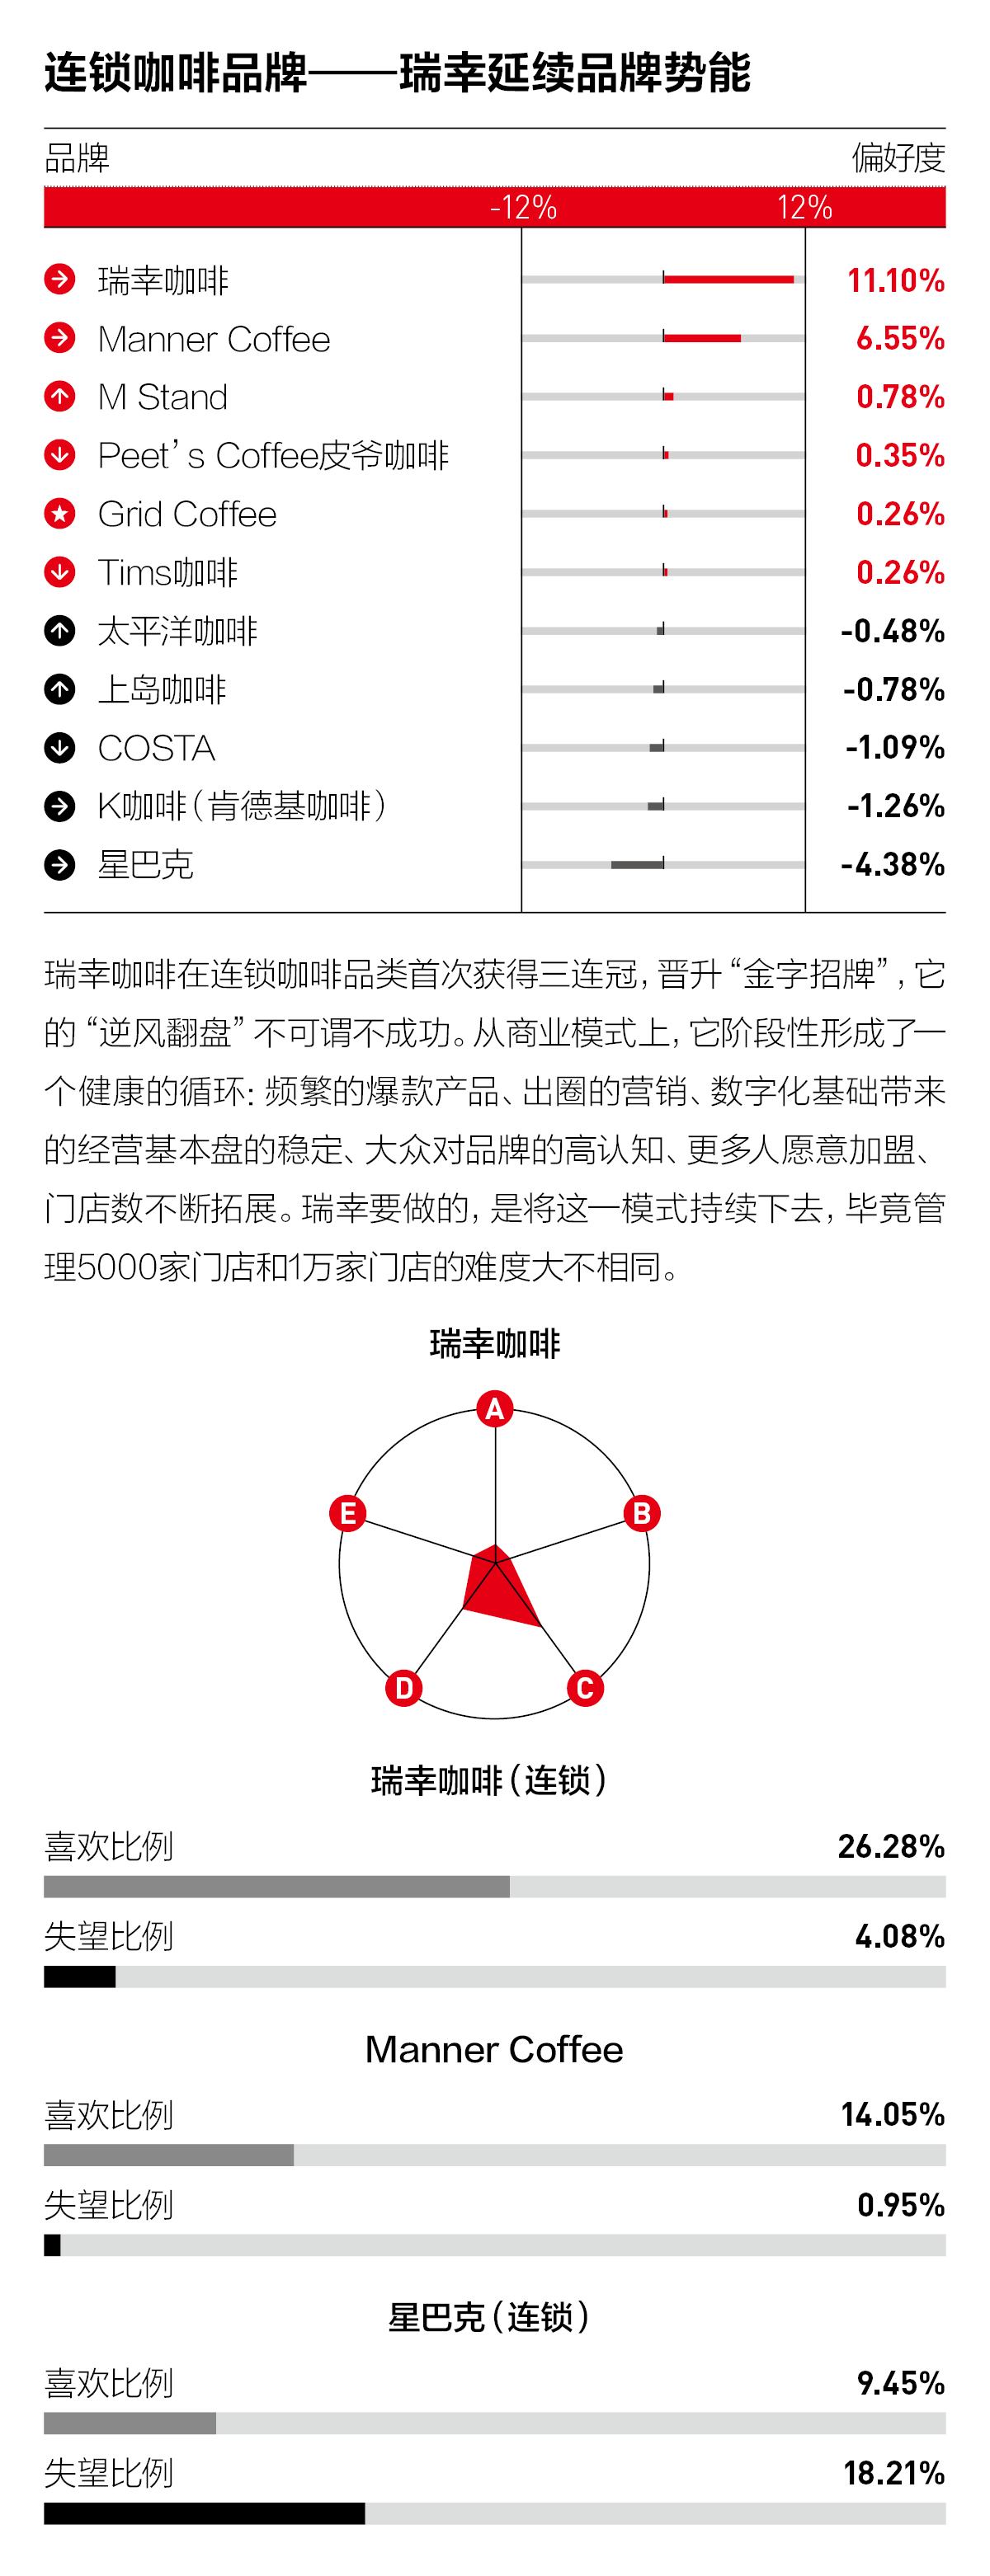 连锁咖啡品牌——瑞幸延续品牌势能
品牌 偏好度
-12% 12%
瑞幸咖啡 11.10%
Manner Coffee 6.55%
M Stand 0.78%
Peet’s Coffee皮爷咖啡 0.35%
Grid Coffee 0.26%
Tims咖啡 0.26%
太平洋咖啡 -0.48%
上岛咖啡 -0.78%
COSTA -1.09%
K咖啡（肯德基咖啡） -1.26%
星巴克 -4.38%
瑞幸咖啡在连锁咖啡品类首次获得三连冠，晋升“金字招牌”，它
的“逆风翻盘”不可谓不成功。从商业模式上，它阶段性形成了一
个健康的循环：频繁的爆款产品、出圈的营销、数字化基础带来
的经营基本盘的稳定、大众对品牌的高认知、更多人愿意加盟、
门店数不断拓展。瑞幸要做的，是将这一模式持续下去，毕竟管
理5000家门店和1万家门店的难度大不相同。
瑞幸咖啡
A
E B
D C
瑞幸咖啡（连锁）
喜欢比例 26.28%
失望比例 4.08%
Manner Coffee
喜欢比例 14.05%
失望比例 0.95%
星巴克（连锁）
喜欢比例 9.45%
失望比例 18.21%